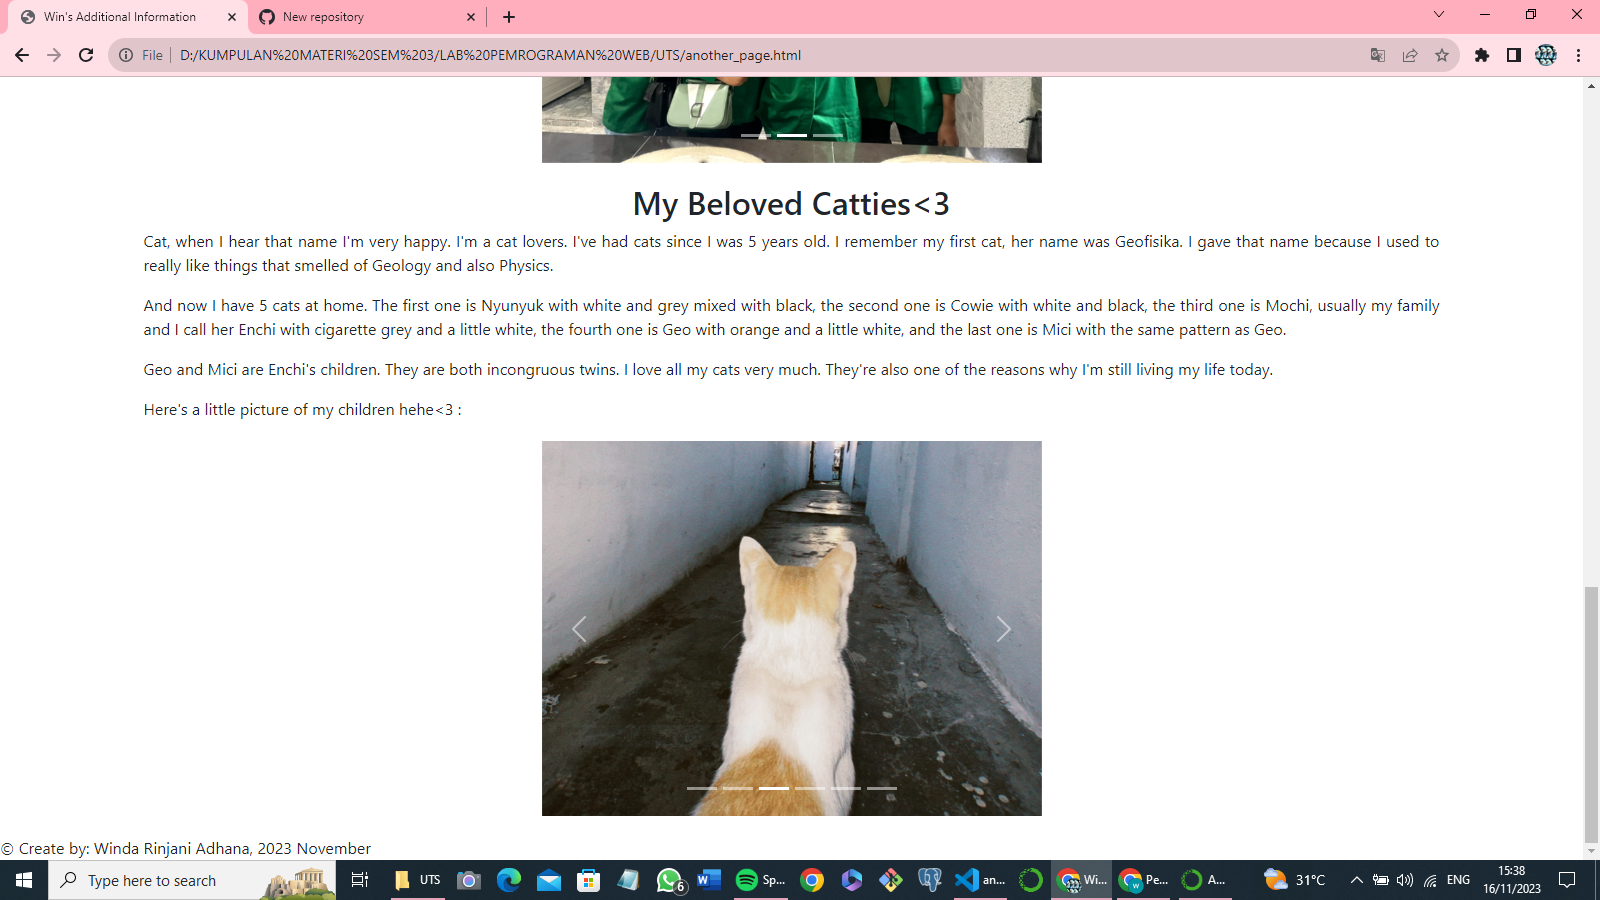 Win's Additional Information
New repository
File
D:/KUMPULAN%20MATERI%20SEM%203/LAB%20PEMROGRAMAN%20WEB/UTS/another_page.html
My Beloved Catties<3
Cat, when I hear that name I'm very happy. I'm a cat lovers. I've had cats since I was 5 years old. I remember my first cat, her name was Geofisika. I gave that name because I used to
really like things that smelled of Geology and also Physics.
And now I have 5 cats at home. The first one is Nyunyuk with white and grey mixed with black, the second one is Cowie with white and black, the third one is Mochi, usually my family
and I call her Enchi with cigarette grey and a little white, the fourth one is Geo with orange and a little white, and the last one is Mici with the same pattern as Geo.
Geo and Mici are Enchi's children. They are both incongruous twins. I love all my cats very much. They're also one of the reasons why I'm still living my life today.
Here's a little picture of my children hehe<3 :
© Create by: Winda Rinjani Adhana, 2023 November
Type here to search
UTS
6
Sp...
an...
Wi...
Pe...
A...
31°C
ENG
15:38
16/11/2023